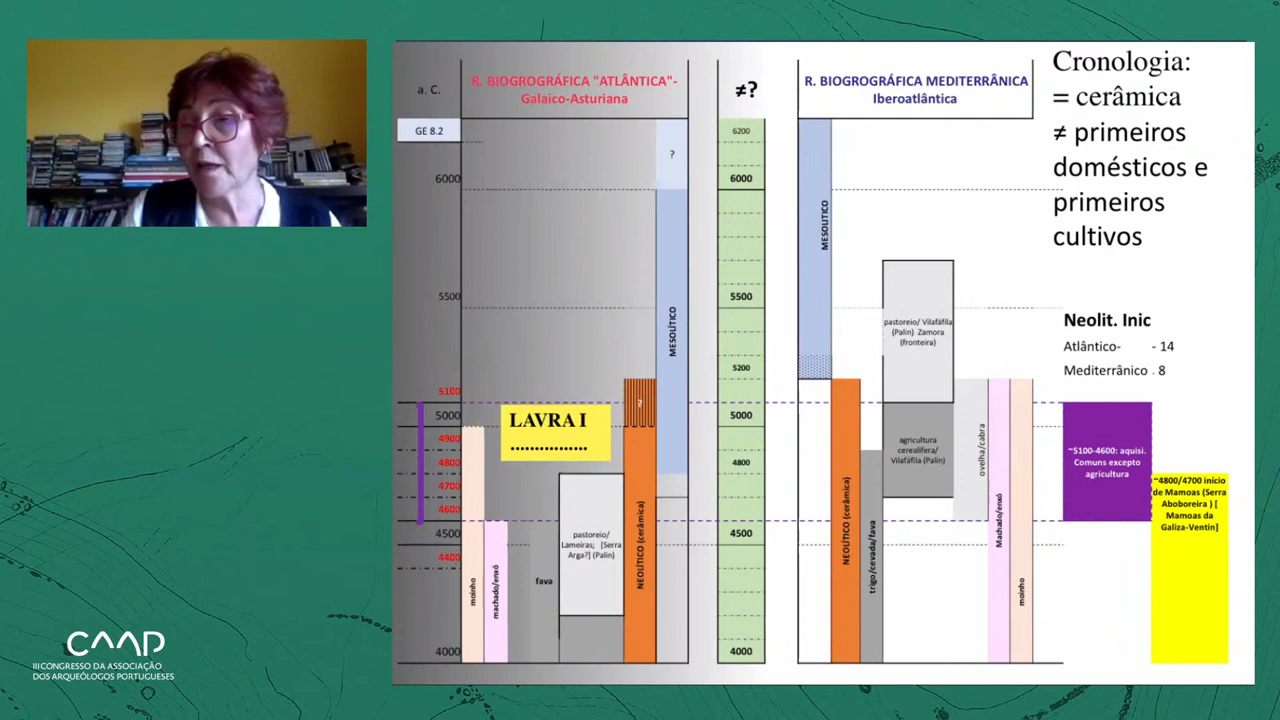 a. C.
R. BIOGROGRÁFICA "ATLÂNTICA"-
Galaico-Asturiana
≠?
R. BIOGROGRÁFICA MEDITERRÂNICA
Iberoatlântica
GE 8.2
6000
5500
5100
5000
4900
4800
4700
4600
4500
4400
4000
?
MESOLÍTICO
LAVRA I
................
?
NEOLÍTICO (cerâmica)
pastoreio/
Lameiras; [Serra
Arga?] (Palin)
fava
machado/enxó
moinho
6200
6000
5500
5200
5000
4800
4500
4000
MESOLITICO
pastoreio/ Vilafáfila
(Palin) Zamora
(fronteira)
agricultura
cerealifera/
Vilafáfila (Palin)
NEOLÍTICO (cerâmica)
trigo/cevada/fava
ovelha/cabra
Machado/enxó
moinho
Cronologia:
= cerâmica
≠ primeiros
domésticos e
primeiros
cultivos
Neolit. Inic
Atlântico- - 14
Mediterrânico . 8
~5100-4600: aquisi.
Comuns excepto
agricultura
~4800/4700 início
de Mamoas (Serra
Aboboreira ) [
Mamoas da
Galiza-Ventin]
CAAP
III CONGRESSO DA ASSOCIAÇÃO
DOS ARQUEÓLOGOS PORTUGUESES